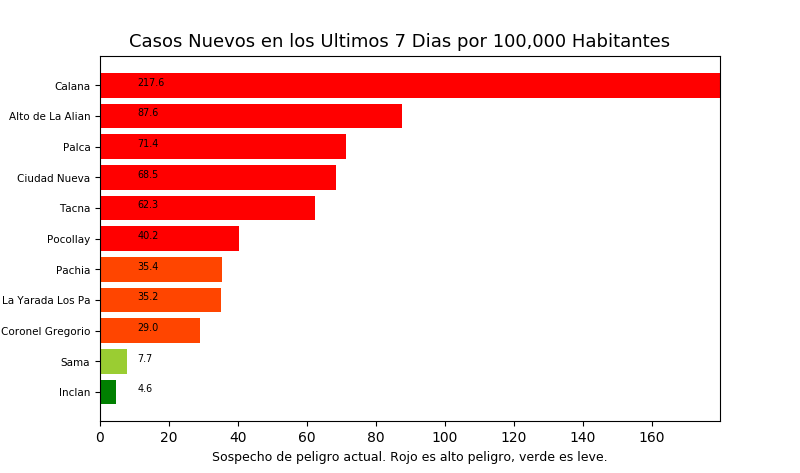 Casos Nuevos en los Ultimos 7 Dias por 100,000 Habitantes
Calana 217.6
Alto de La Alian 87.6
Palca 71.4
Ciudad Nueva 68.5
Tacna 62.3
Pocollay 40.2
Pachia 35.4
La Yarada Los Pa 35.2
Coronel Gregorio 29.0
Sama 7.7
Inclan 4.6
0 20 40 60 80 100 120 140 160
Sospecho de peligro actual. Rojo es alto peligro, verde es leve.